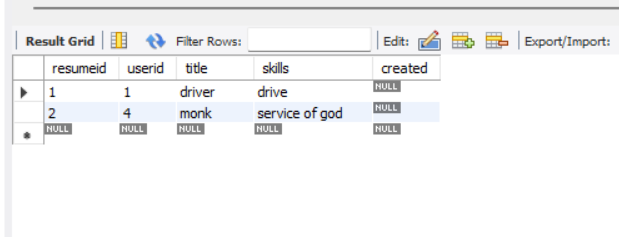 Result Grid Filter Rows: Edit: Export/Import:
resumeid userid title skills created
1 1 driver drive NULL
2 4 monk service of god NULL
NULL NULL NULL NULL NULL